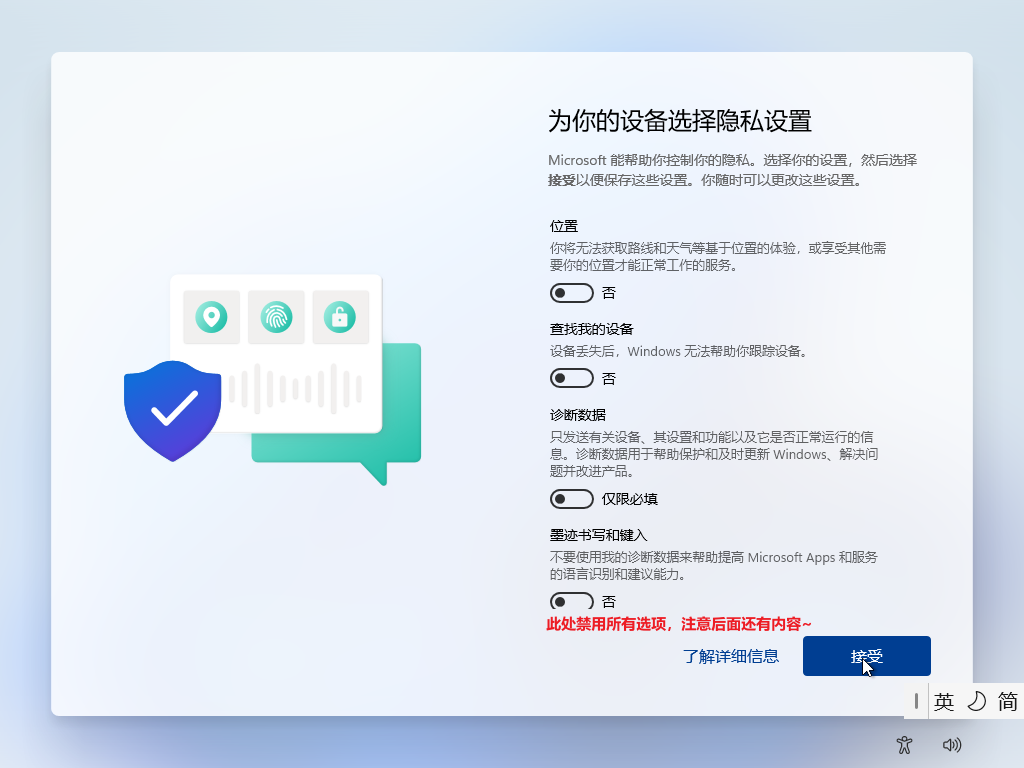 为你的设备选择隐私设置
Microsoft 能帮助你控制你的隐私。选择你的设置，然后选择
接受以便保存这些设置。你随时可以更改这些设置。
位置
你将无法获取路线和天气等基于位置的体验，或享受其他需
要你的位置才能正常工作的服务。
否
查找我的设备
设备丢失后，Windows 无法帮助你跟踪设备。
否
诊断数据
只发送有关设备、其设置和功能以及它是否正常运行的信
息。诊断数据用于帮助保护和及时更新 Windows、解决问
题并改进产品。
仅限必填
墨迹书写和键入
不要使用我的诊断数据来帮助提高 Microsoft Apps 和服务
的语言识别和建议能力。
否
此处禁用所有选项，注意后面还有内容~
了解详细信息
接受
英 简